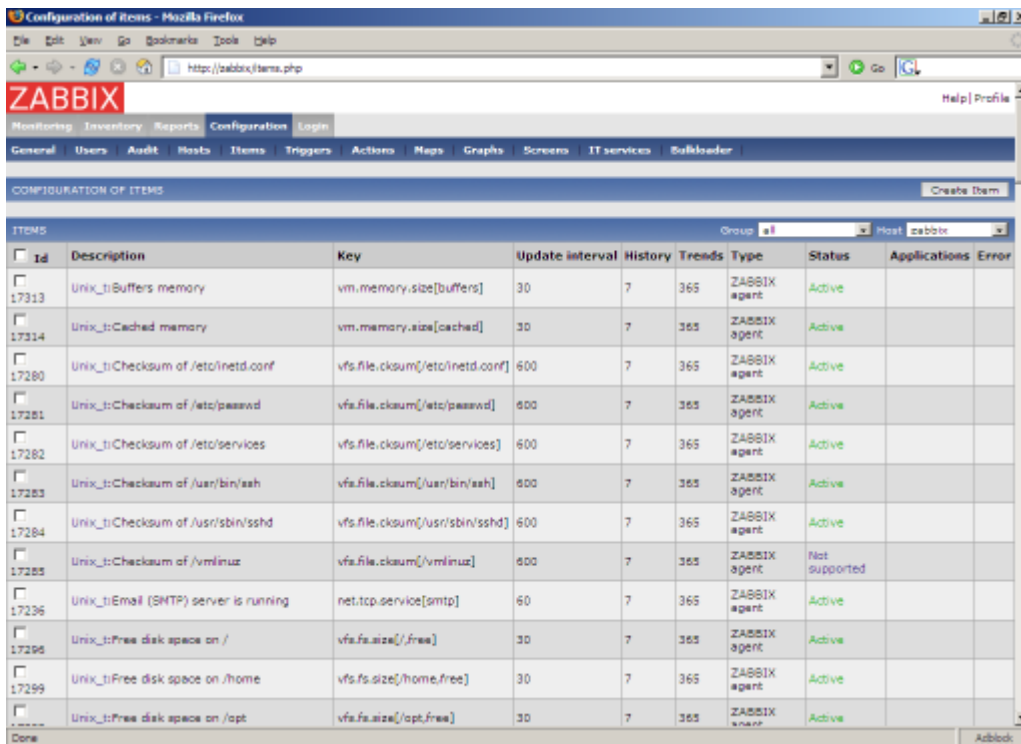 Configuration of items - Mozilla Firefox
File Edit View Go Bookmarks Tools Help
http://zabbix/items.php Go
ZABBIX
Help | Profile
Monitoring Inventory Reports Configuration Login
General Users Audit Hosts Items Triggers Actions Maps Graphs Screens IT services Bulkloader
CONFIGURATION OF ITEMS Create Item
ITEMS Group all Host zabbix
Id Description Key Update interval History Trends Type Status Applications Error
17313 Unix_t:Buffers memory vm.memory.size[buffers] 30 7 365 ZABBIX agent Active
17314 Unix_t:Cached memory vm.memory.size[cached] 30 7 365 ZABBIX agent Active
17280 Unix_t:Checksum of /etc/inetd.conf vfs.file.cksum[/etc/inetd.conf] 600 7 365 ZABBIX agent Active
17281 Unix_t:Checksum of /etc/passwd vfs.file.cksum[/etc/passwd] 600 7 365 ZABBIX agent Active
17282 Unix_t:Checksum of /etc/services vfs.file.cksum[/etc/services] 600 7 365 ZABBIX agent Active
17283 Unix_t:Checksum of /usr/bin/ssh vfs.file.cksum[/usr/bin/ssh] 600 7 365 ZABBIX agent Active
17284 Unix_t:Checksum of /usr/sbin/sshd vfs.file.cksum[/usr/sbin/sshd] 600 7 365 ZABBIX agent Active
17285 Unix_t:Checksum of /vmlinuz vfs.file.cksum[/vmlinuz] 600 7 365 ZABBIX agent Not supported
17236 Unix_t:Email (SMTP) server is running net.tcp.service[smtp] 60 7 365 ZABBIX agent Active
17296 Unix_t:Free disk space on / vfs.fs.size[/,free] 30 7 365 ZABBIX agent Active
17299 Unix_t:Free disk space on /home vfs.fs.size[/home,free] 30 7 365 ZABBIX agent Active
Unix_t:Free disk space on /opt vfs.fs.size[/opt,free] 30 7 365 ZABBIX agent Active
Done Adblock